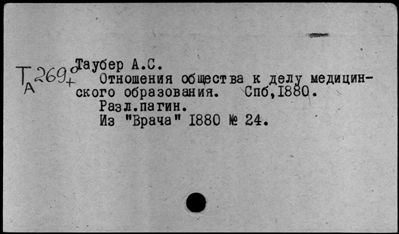 Таубер А.С.
Т 269
А
Отношения общества к делу медицин-
ского образования. Спб,1880.
Разл.пагин.
Из "Врача" 1880 № 24.